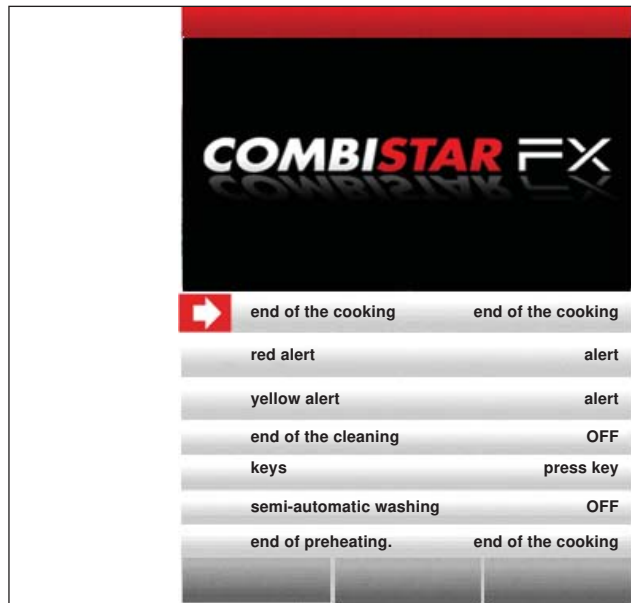 COMBISTAR FX
end of the cooking end of the cooking
red alert alert
yellow alert alert
end of the cleaning OFF
keys press key
semi-automatic washing OFF
end of preheating. end of the cooking